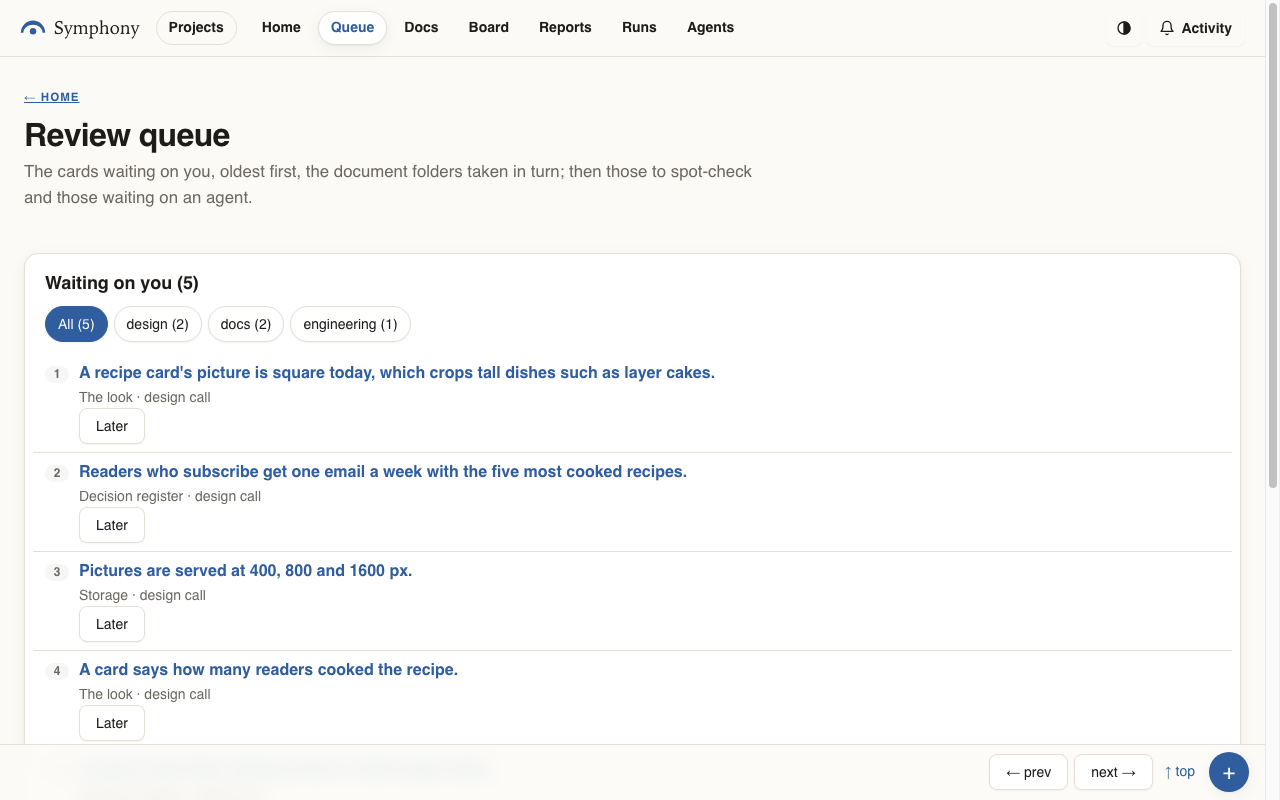 Symphony
Projects
Home
Queue
Docs
Board
Reports
Runs
Agents
Activity
← HOME
Review queue
The cards waiting on you, oldest first, the document folders taken in turn; then those to spot-check
and those waiting on an agent.
Waiting on you (5)
All (5)
design (2)
docs (2)
engineering (1)
1
A recipe card's picture is square today, which crops tall dishes such as layer cakes.
The look · design call
Later
2
Readers who subscribe get one email a week with the five most cooked recipes.
Decision register · design call
Later
3
Pictures are served at 400, 800 and 1600 px.
Storage · design call
Later
4
A card says how many readers cooked the recipe.
The look · design call
Later
← prev
next →
↑ top
+